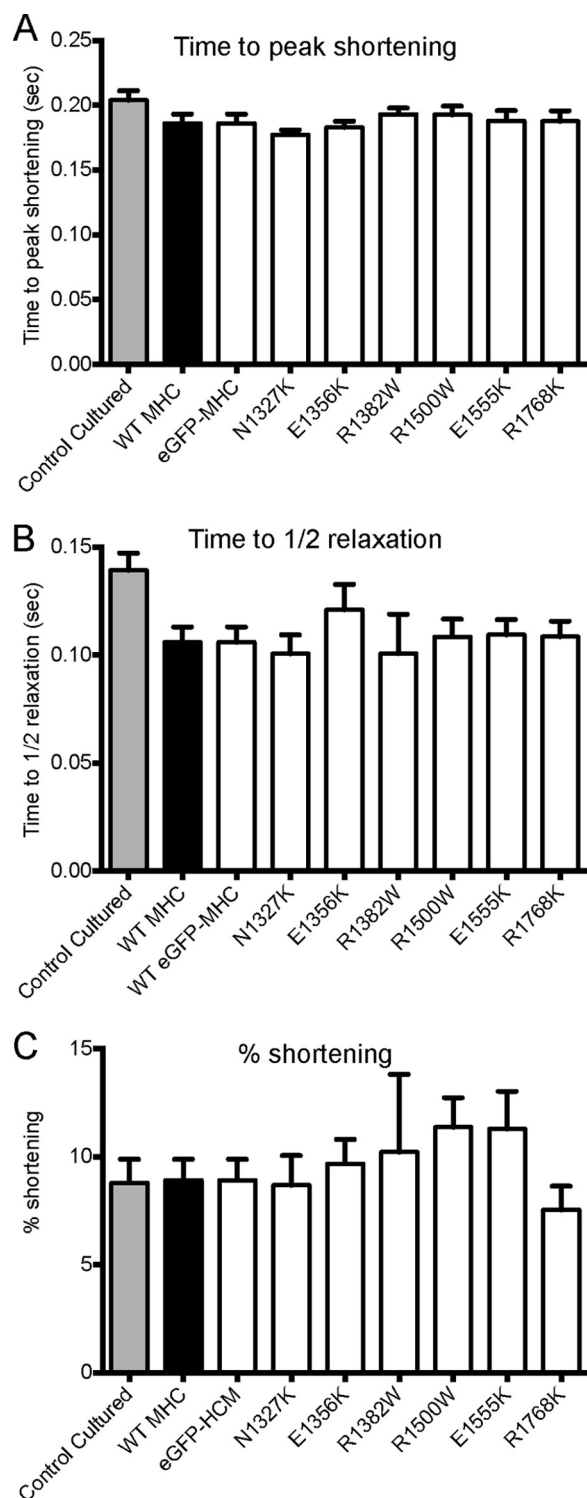 A
Time to peak shortening
Time to peak shortening (sec)
0.25
0.20
0.15
0.10
0.05
0.00
Control Cultured
WT MHC
eGFP-MHC
N1327K
E1356K
R1382W
R1500W
E1555K
R1768K
B
Time to 1/2 relaxation
Time to 1/2 relaxation (sec)
0.15
0.10
0.05
0.00
Control Cultured
WT MHC
WT eGFP-MHC
N1327K
E1356K
R1382W
R1500W
E1555K
R1768K
C
% shortening
% shortening
15
10
5
0
Control Cultured
WT MHC
eGFP-HCM
N1327K
E1356K
R1382W
R1500W
E1555K
R1768K